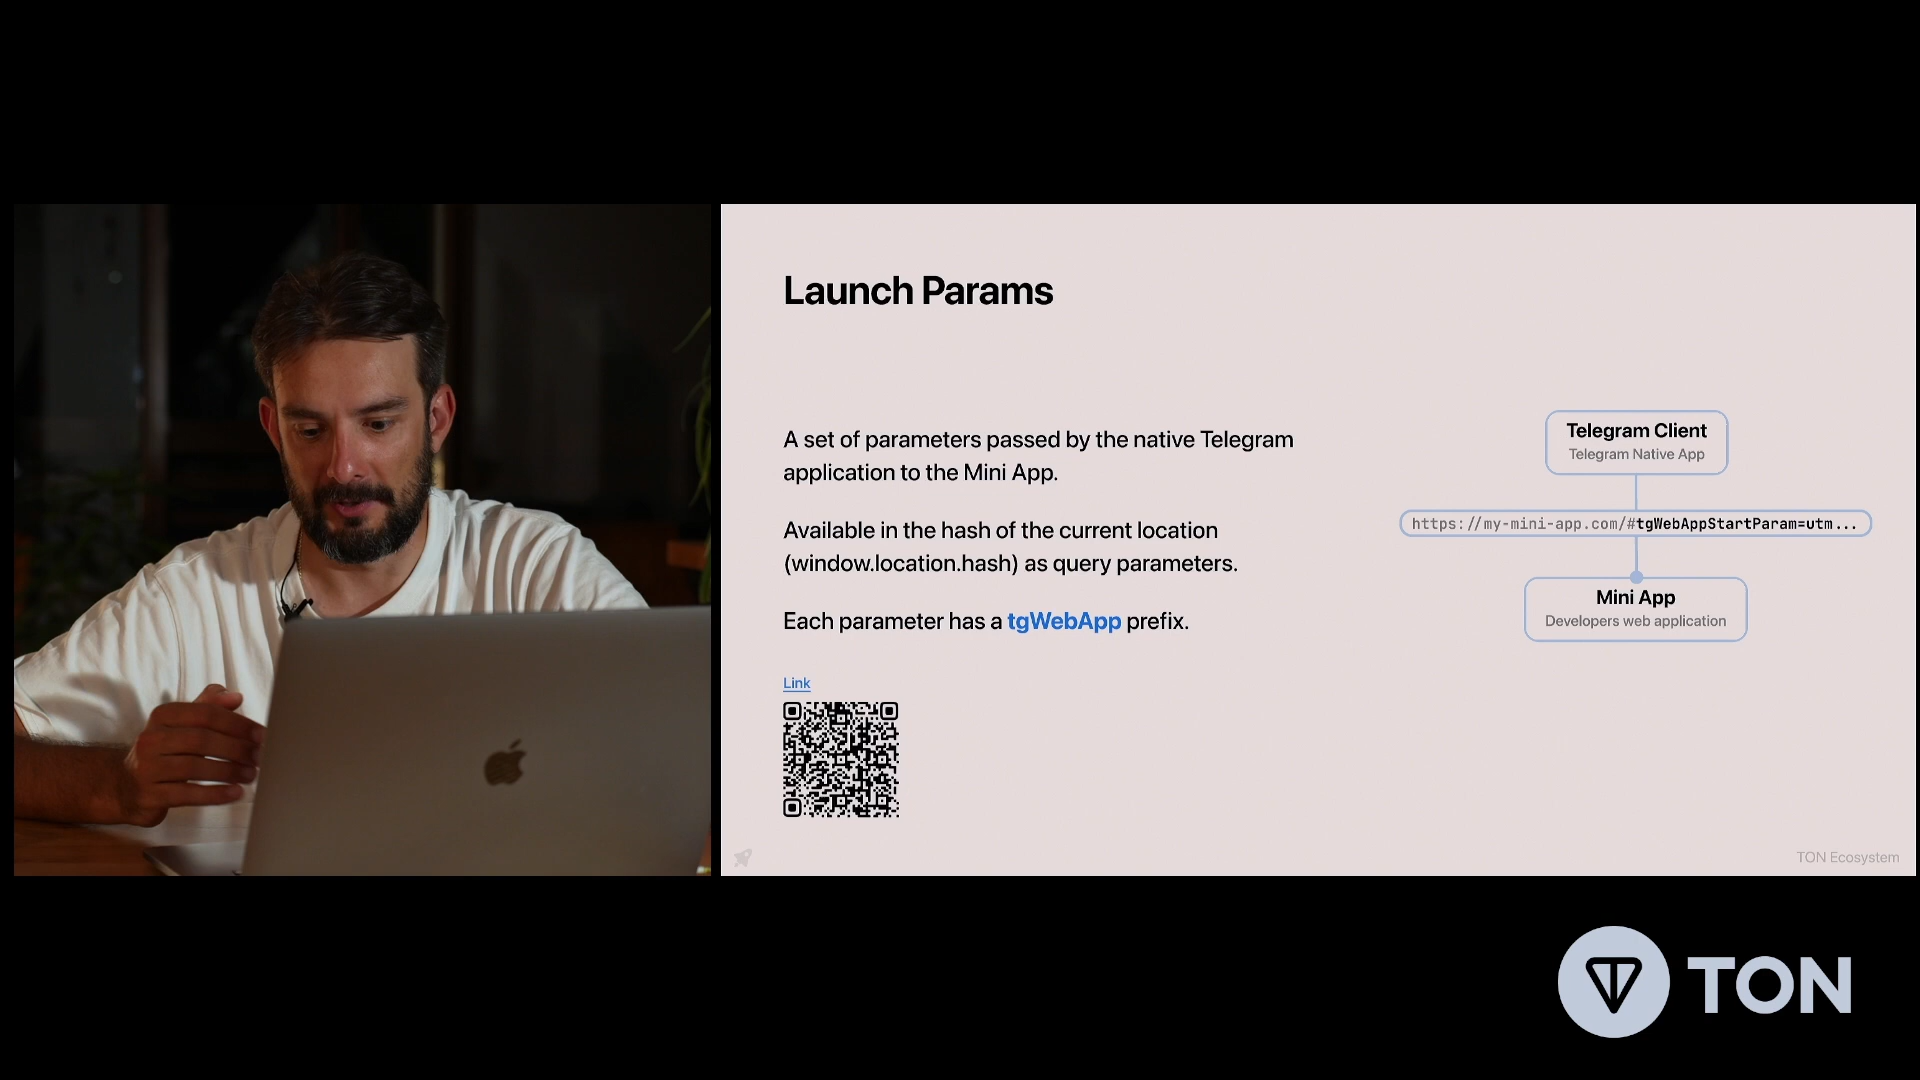 Launch Params
A set of parameters passed by the native Telegram
application to the Mini App.
Available in the hash of the current location
(window.location.hash) as query parameters.
Each parameter has a tgWebApp prefix.
Link
Telegram Client
Telegram Native App
https://my-mini-app.com/#tgWebAppStartParam=utm...
Mini App
Developers web application
TON Ecosystem
TON